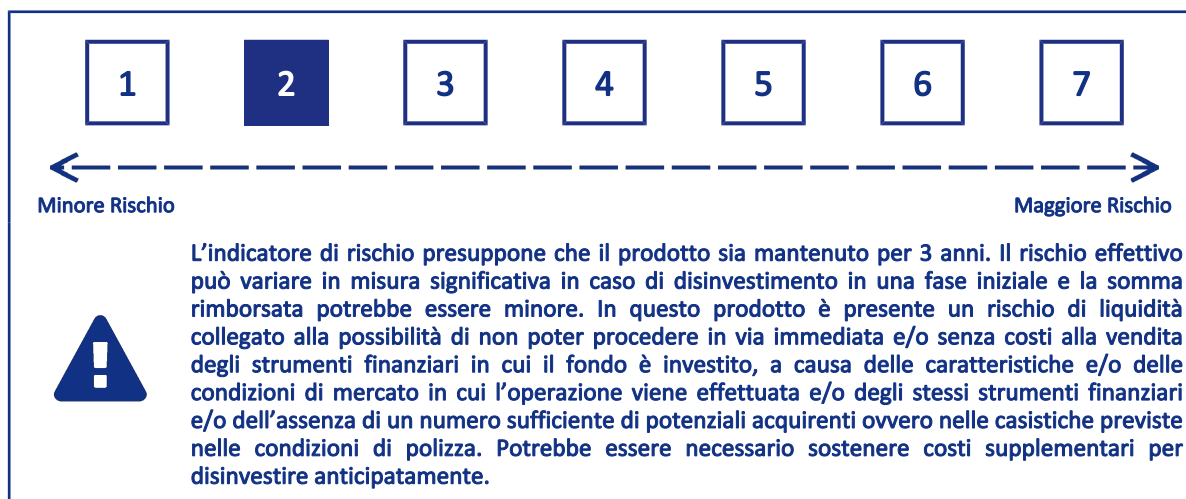 1 2 3 4 5 6 7
Minore Rischio Maggiore Rischio
L'indicatore di rischio presuppone che il prodotto sia mantenuto per 3 anni. Il rischio effettivo
può variare in misura significativa in caso di disinvestimento in una fase iniziale e la somma
rimborsata potrebbe essere minore. In questo prodotto è presente un rischio di liquidità
collegato alla possibilità di non poter procedere in via immediata e/o senza costi alla vendita
degli strumenti finanziari in cui il fondo è investito, a causa delle caratteristiche e/o delle
condizioni di mercato in cui l'operazione viene effettuata e/o degli stessi strumenti finanziari
e/o dell'assenza di un numero sufficiente di potenziali acquirenti ovvero nelle casistiche previste
nelle condizioni di polizza. Potrebbe essere necessario sostenere costi supplementari per
disinvestire anticipatamente.